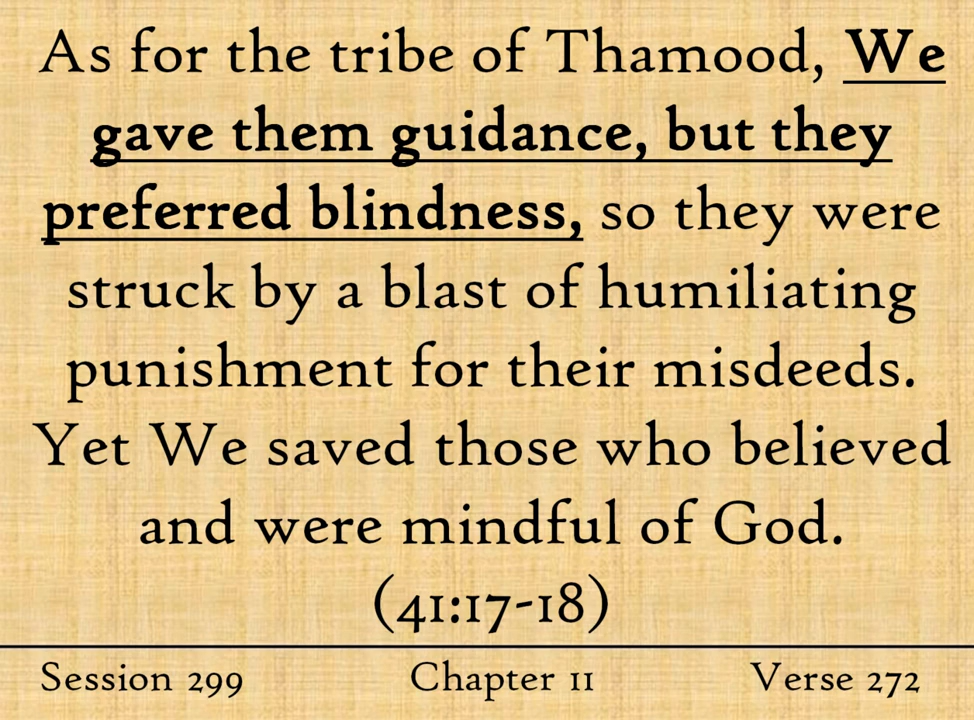 As for the tribe of Thamood, We
gave them guidance, but they
preferred blindness, so they were
struck by a blast of humiliating
punishment for their misdeeds.
Yet We saved those who believed
and were mindful of God.
(41:17-18)
Session 299 Chapter 11 Verse 272